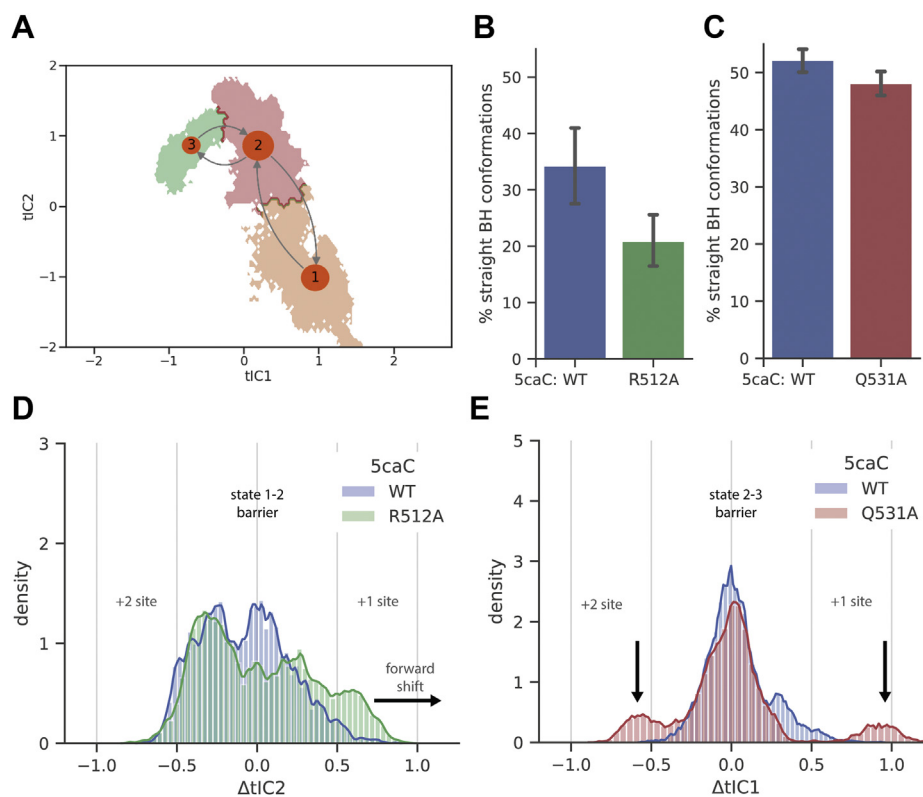 A
2
1
0
−1
−2
tIC2
−2
−1
0
1
2
tIC1
3
2
1
B
50
40
30
20
10
0
% straight BH conformations
5caC: WT
R512A
C
50
40
30
20
10
0
% straight BH conformations
5caC: WT
Q531A
D
3
2
1
0
density
5caC
WT
R512A
state 1-2
barrier
+2 site
+1 site
forward
shift
−1.0
−0.5
0.0
0.5
1.0
ΔtIC2
E
5
4
3
2
1
0
density
5caC
WT
Q531A
state 2-3
barrier
+2 site
+1 site
−1.0
−0.5
0.0
0.5
1.0
ΔtIC1